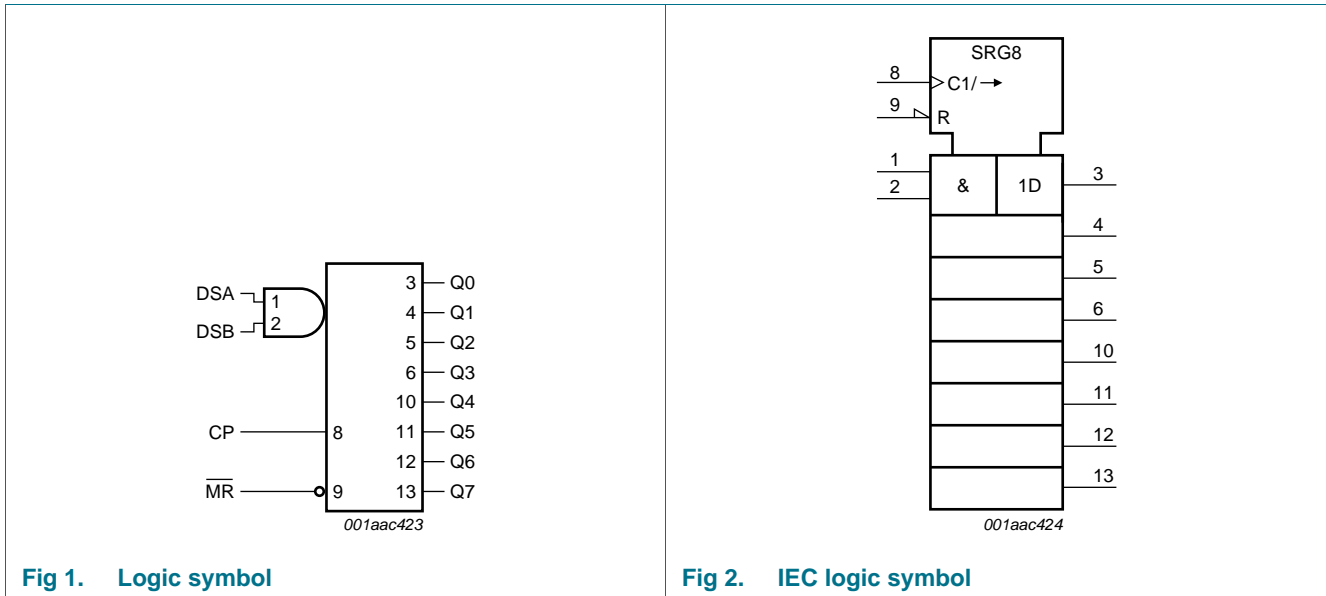 DSA
DSB
1
2
CP
8
MR
9
3
Q0
4
Q1
5
Q2
6
Q3
10
Q4
11
Q5
12
Q6
13
Q7
001aac423
Fig 1. Logic symbol
SRG8
8
C1/→
9
R
1
2
&
1D
3
4
5
6
10
11
12
13
001aac424
Fig 2. IEC logic symbol